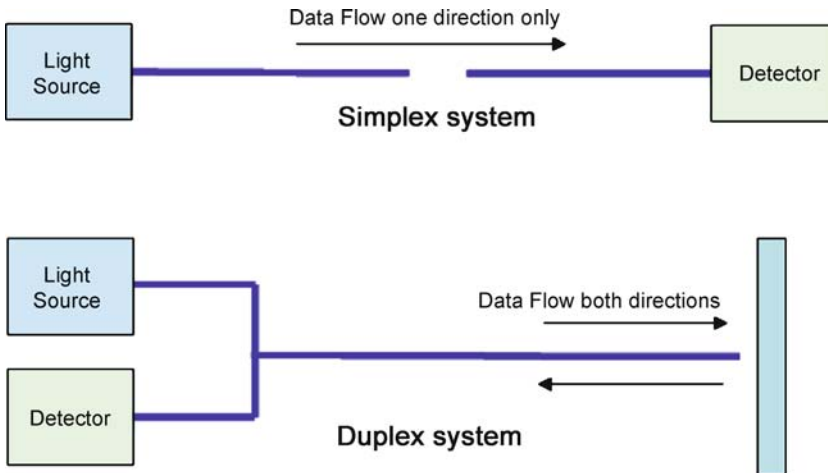 Data Flow one direction only
Light
Source
Detector
Simplex system
Light
Source
Data Flow both directions
Detector
Duplex system